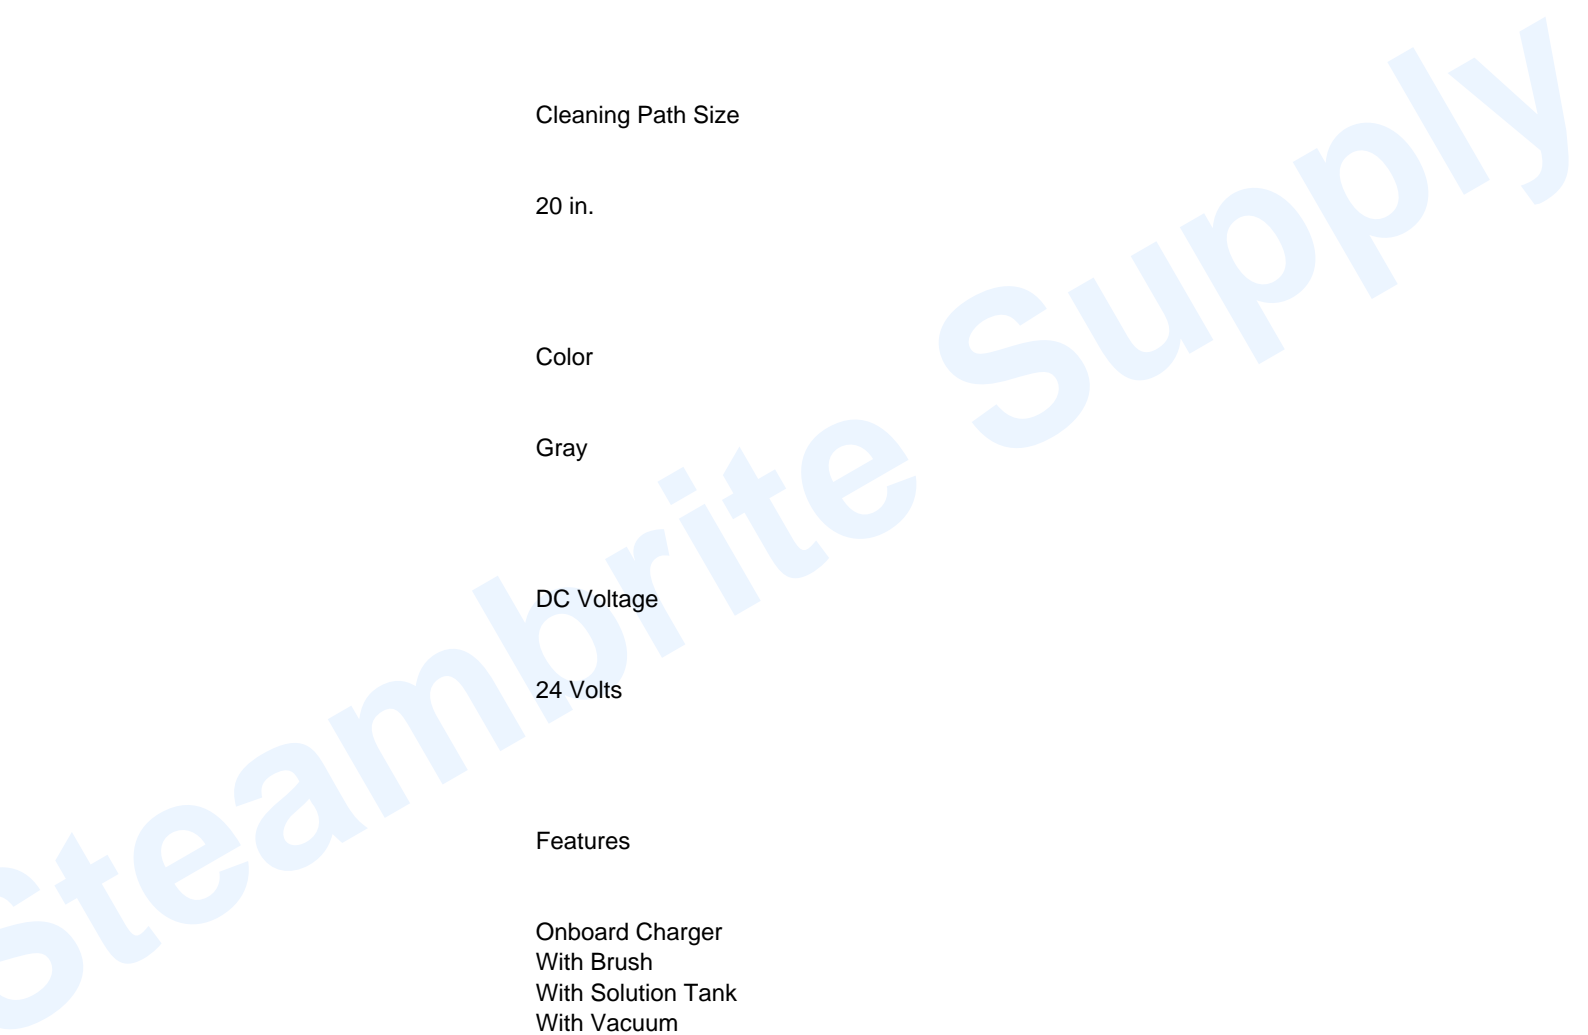 Cleaning Path Size
20 in.
Color
Gray
DC Voltage
24 Volts
Features
Onboard Charger
With Brush
With Solution Tank
With Vacuum
Steambrite Supply